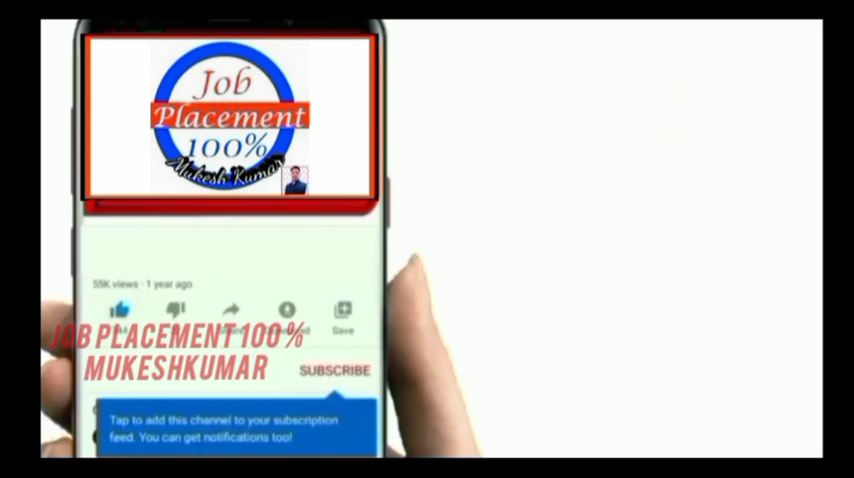 Job
Placement
100%
Mukesh Kumar
55K views · 1 year ago
Save
JOB PLACEMENT 100%
MUKESHKUMAR
SUBSCRIBE
Tap to add this channel to your subscription
feed. You can get notifications too!